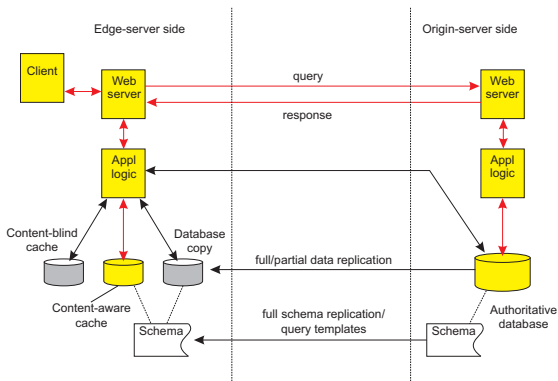 Edge-server side
Origin-server side
Client
Web
server
query
Web
server
response
Appl
logic
Appl
logic
Content-blind
cache
Database
copy
full/partial data replication
Content-aware
cache
Authoritative
database
Schema
full schema replication/
query templates
Schema